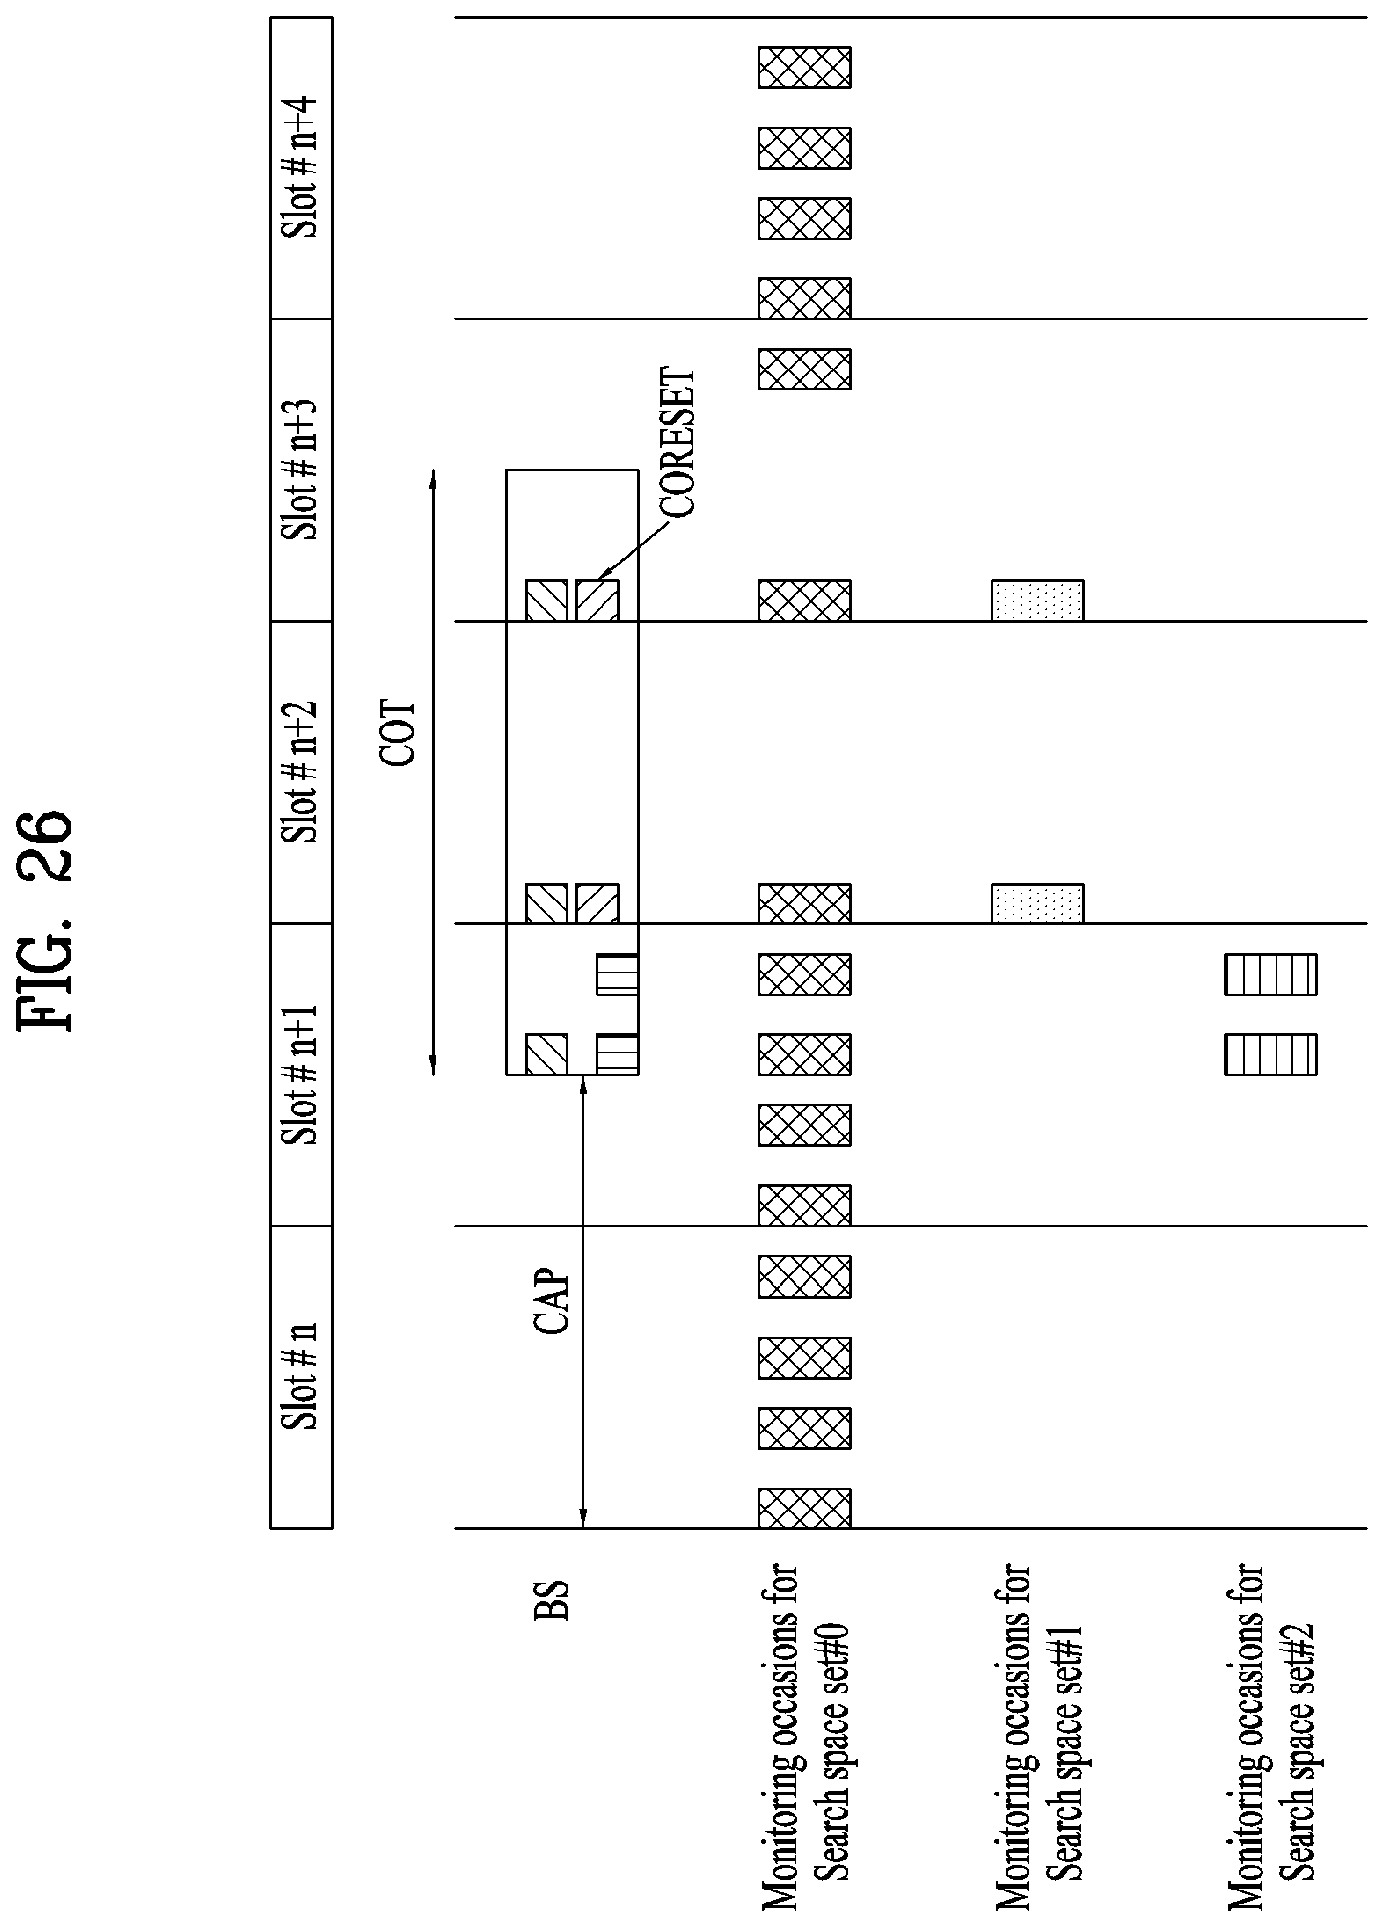 FIG. 26
Slot # n
Slot # n+1
Slot # n+2
Slot # n+3
Slot # n+4
COT
BS
CAP
CORESET
Monitoring occasions for
Search space set#0
Monitoring occasions for
Search space set#1
Monitoring occasions for
Search space set#2